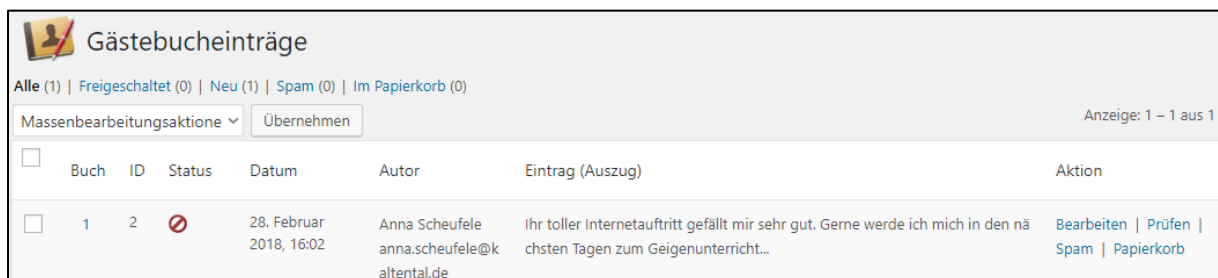 Gästebucheinträge
Alle (1) | Freigeschaltet (0) | Neu (1) | Spam (0) | Im Papierkorb (0)
Massenbearbeitungsaktione Übernehmen Anzeige: 1 – 1 aus 1
Buch ID Status Datum Autor Eintrag (Auszug) Aktion
1 2 28. Februar Anna Scheufele Ihr toller Internetauftritt gefällt mir sehr gut. Gerne werde ich mich in den nä Bearbeiten | Prüfen |
2018, 16:02 anna.scheufele@k chsten Tagen zum Geigenunterricht... Spam | Papierkorb
altental.de